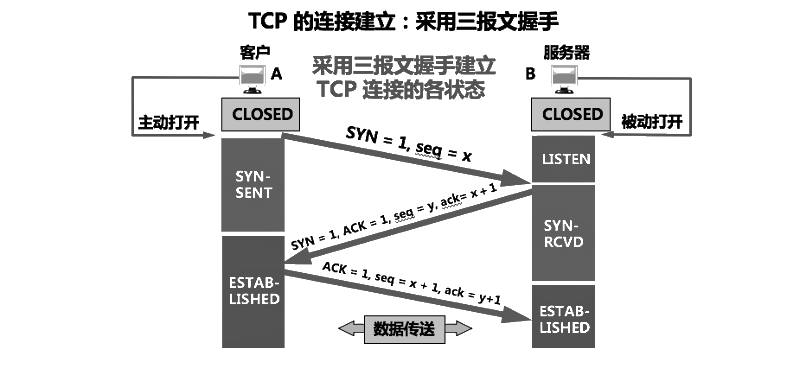 TCP 的连接建立：采用三报文握手
客户
服务器
A
B
采用三报文握手建立
TCP 连接的各状态
CLOSED
CLOSED
主动打开
被动打开
SYN = 1, seq = x
LISTEN
SYN-
SENT
SYN = 1, ACK = 1, seq = y, ack= x + 1
SYN-
RCVD
ESTAB-
LISHED
ACK = 1, seq = x + 1, ack = y+1
ESTAB-
LISHED
数据传送